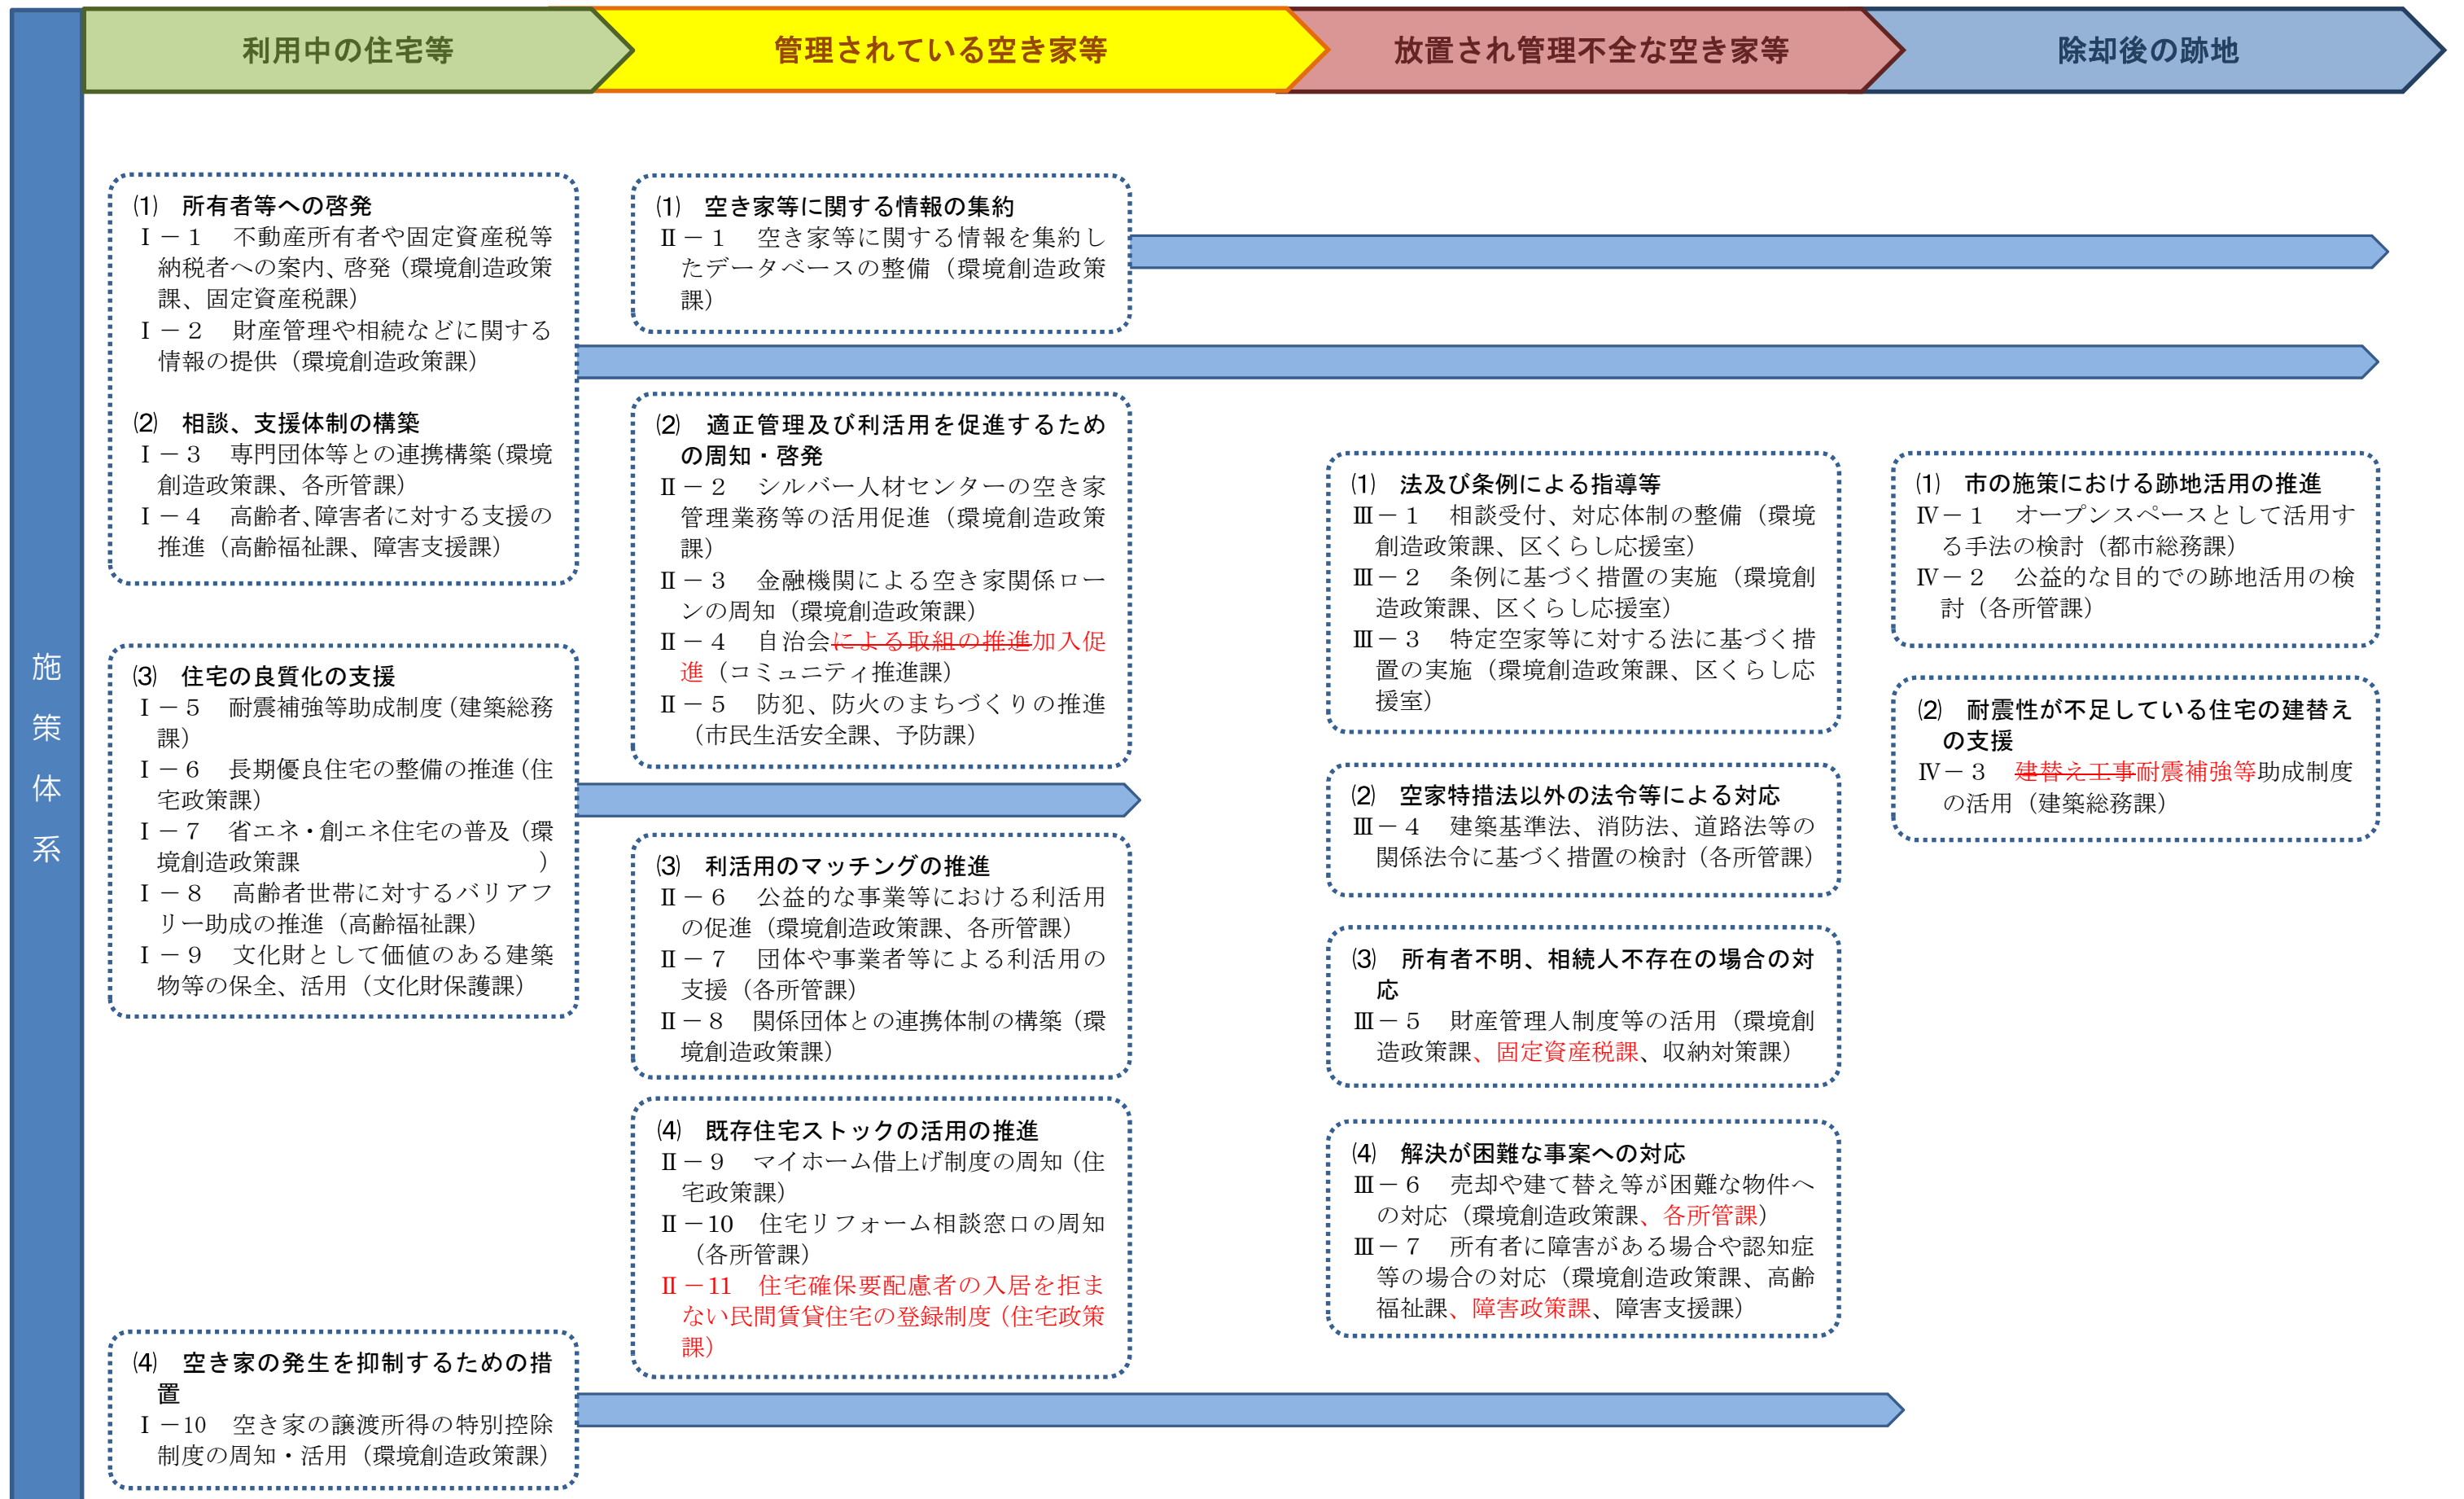 施策体系
利用中の住宅等
管理されている空き家等
放置され管理不全な空き家等
除却後の跡地
⑴　所有者等への啓発
Ⅰ－１　不動産所有者や固定資産税等
納税者への案内、啓発（環境創造政策
課、固定資産税課）
Ⅰ－２　財産管理や相続などに関する
情報の提供（環境創造政策課）
⑵　相談、支援体制の構築
Ⅰ－３　専門団体等との連携構築（環境
創造政策課、各所管課）
Ⅰ－４　高齢者、障害者に対する支援の
推進（高齢福祉課、障害支援課）
⑶　住宅の良質化の支援
Ⅰ－５　耐震補強等助成制度（建築総務
課）
Ⅰ－６　長期優良住宅の整備の推進（住
宅政策課）
Ⅰ－７　省エネ・創エネ住宅の普及（環
境創造政策課　　　　　　　　　　）
Ⅰ－８　高齢者世帯に対するバリアフ
リー助成の推進（高齢福祉課）
Ⅰ－９　文化財として価値のある建築
物等の保全、活用（文化財保護課）
⑷　空き家の発生を抑制するための措
置
Ⅰ－10　空き家の譲渡所得の特別控除
制度の周知・活用（環境創造政策課）
⑴　空き家等に関する情報の集約
Ⅱ－１　空き家等に関する情報を集約し
たデータベースの整備（環境創造政策
課）
⑵　適正管理及び利活用を促進するため
の周知・啓発
Ⅱ－２　シルバー人材センターの空き家
管理業務等の活用促進（環境創造政策
課）
Ⅱ－３　金融機関による空き家関係ロー
ンの周知（環境創造政策課）
Ⅱ－４　自治会による取組の推進加入促
進（コミュニティ推進課）
Ⅱ－５　防犯、防火のまちづくりの推進
（市民生活安全課、予防課）
⑶　利活用のマッチングの推進
Ⅱ－６　公益的な事業等における利活用
の促進（環境創造政策課、各所管課）
Ⅱ－７　団体や事業者等による利活用の
支援（各所管課）
Ⅱ－８　関係団体との連携体制の構築（環
境創造政策課）
⑷　既存住宅ストックの活用の推進
Ⅱ－９　マイホーム借上げ制度の周知（住
宅政策課）
Ⅱ－10　住宅リフォーム相談窓口の周知
（各所管課）
Ⅱ－11　住宅確保要配慮者の入居を拒ま
ない民間賃貸住宅の登録制度（住宅政策
課）
⑴　法及び条例による指導等
Ⅲ－１　相談受付、対応体制の整備（環境
創造政策課、区くらし応援室）
Ⅲ－２　条例に基づく措置の実施（環境創
造政策課、区くらし応援室）
Ⅲ－３　特定空家等に対する法に基づく措
置の実施（環境創造政策課、区くらし応
援室）
⑵　空家特措法以外の法令等による対応
Ⅲ－４　建築基準法、消防法、道路法等の
関係法令に基づく措置の検討（各所管課）
⑶　所有者不明、相続人不存在の場合の対
応
Ⅲ－５　財産管理人制度等の活用（環境創
造政策課、固定資産税課、収納対策課）
⑷　解決が困難な事案への対応
Ⅲ－６　売却や建て替え等が困難な物件へ
の対応（環境創造政策課、各所管課）
Ⅲ－７　所有者に障害がある場合や認知症
等の場合の対応（環境創造政策課、高齢
福祉課、障害政策課、障害支援課）
⑴　市の施策における跡地活用の推進
Ⅳ－１　オープンスペースとして活用す
る手法の検討（都市総務課）
Ⅳ－２　公益的な目的での跡地活用の検
討（各所管課）
⑵　耐震性が不足している住宅の建替え
の支援
Ⅳ－３　建替え工事耐震補強等助成制度
の活用（建築総務課）